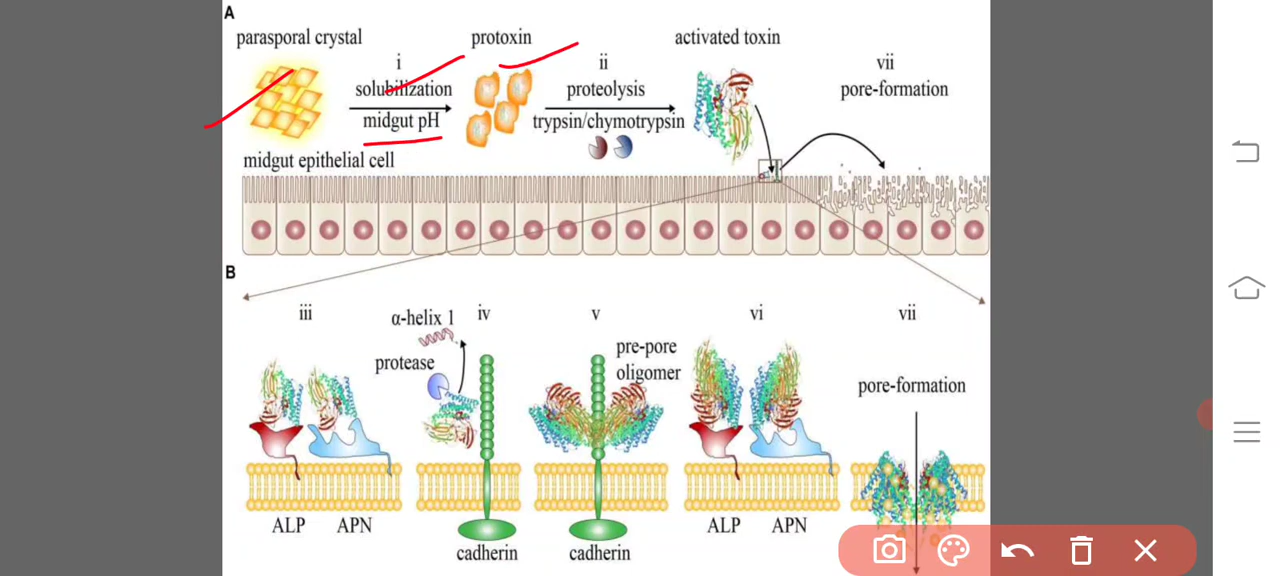 A
parasporal crystal
i
solubilization
midgut pH
protoxin
ii
proteolysis
trypsin/chymotrypsin
activated toxin
vii
pore-formation
midgut epithelial cell
B
iii
ALP APN
α-helix 1
iv
protease
cadherin
v
pre-pore
oligomer
cadherin
vi
ALP APN
vii
pore-formation